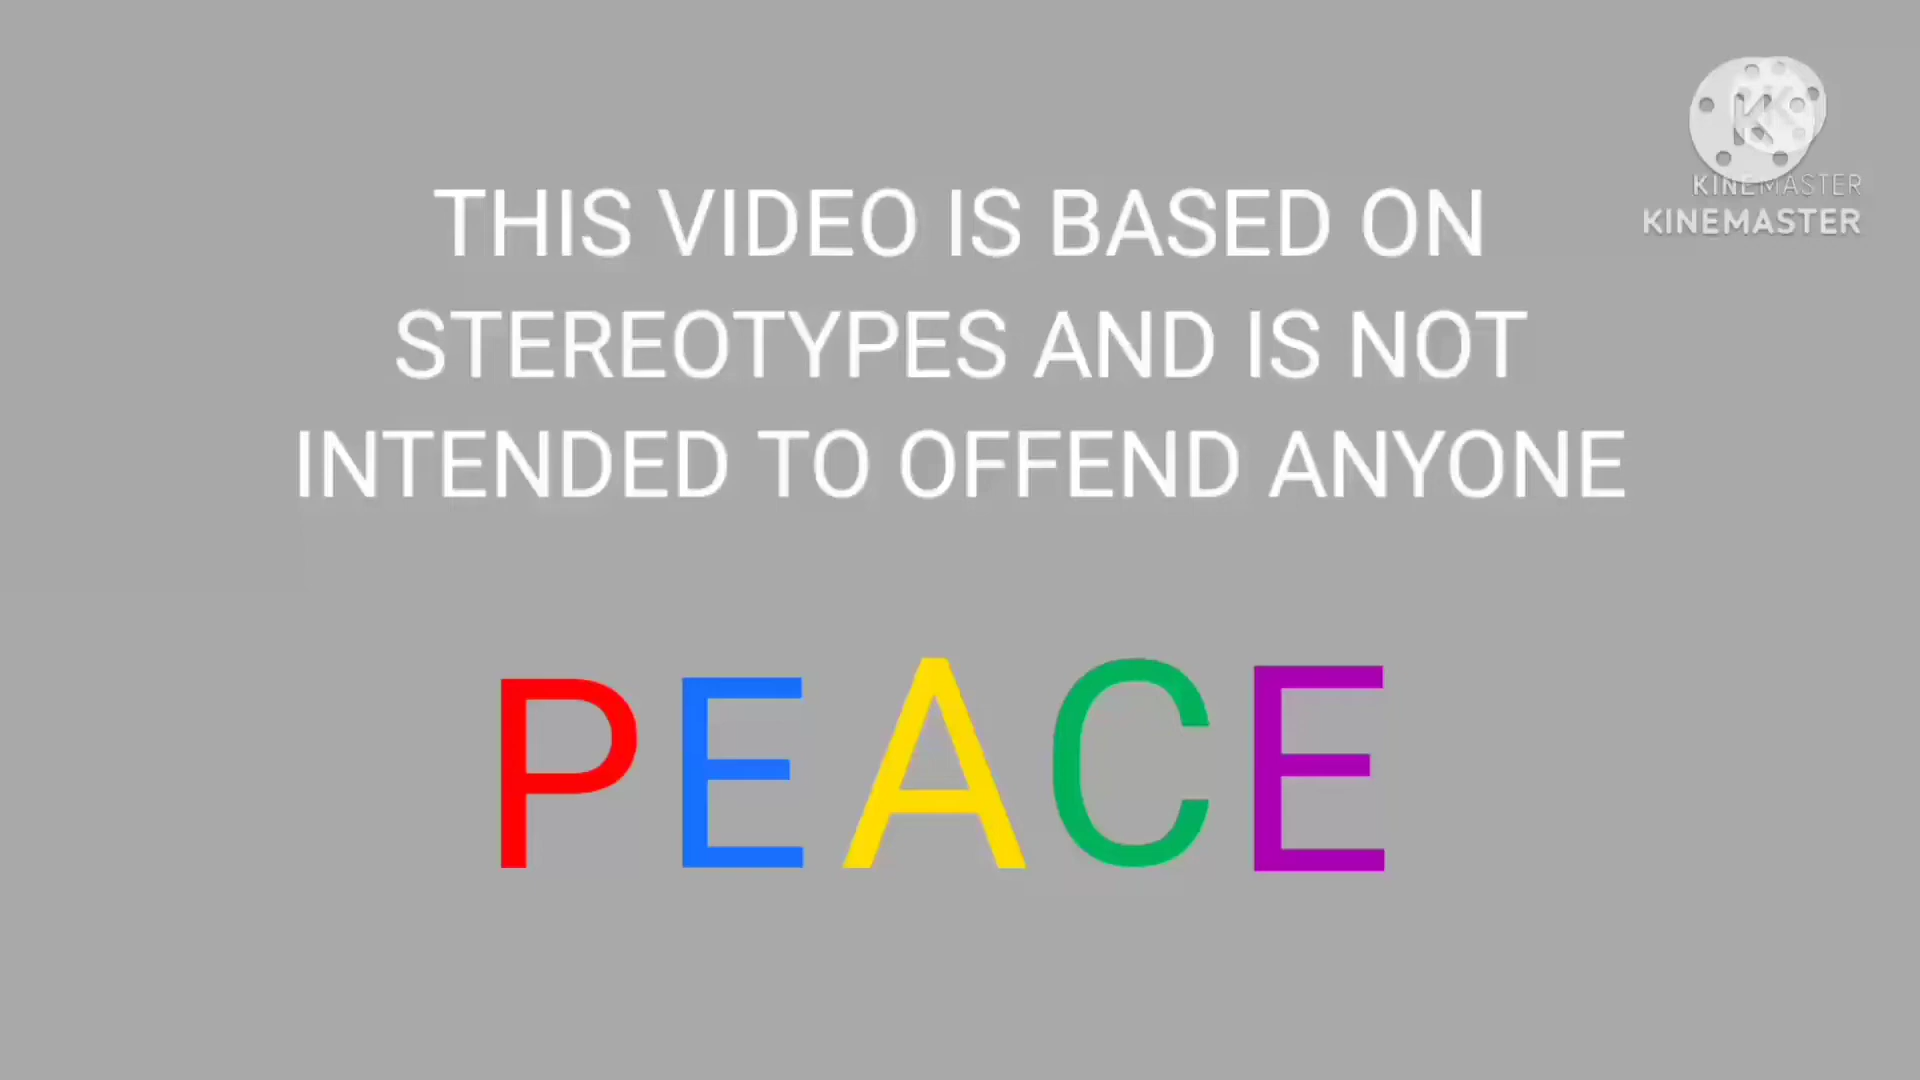 KINEMASTER
KINEMASTER
THIS VIDEO IS BASED ON
STEREOTYPES AND IS NOT
INTENDED TO OFFEND ANYONE
PEACE